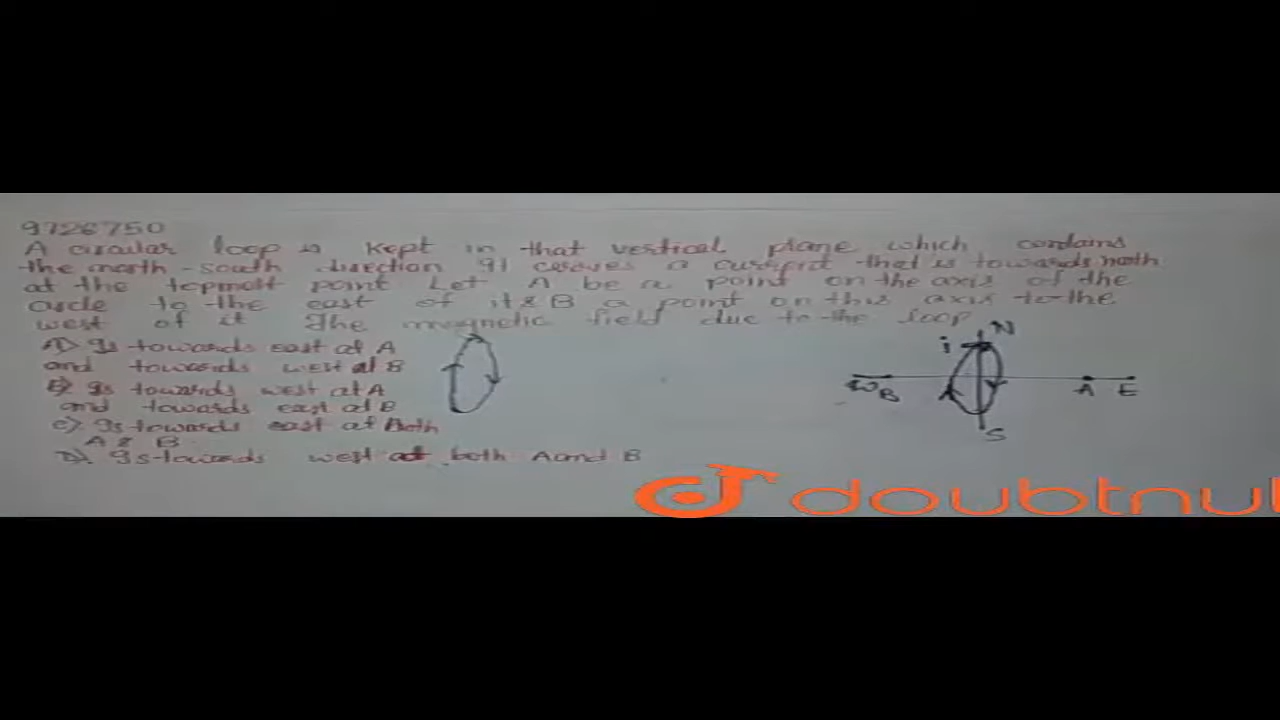 9726750
A circular loop is kept in that vertical plane which contains
the north-south direction It carries a current that is towards north
at the topmost point Let A be a point on the axis of the
circle to the east of it & B a point on this axis to the
west of it The magnetic field due to the loop
A) Is towards east at A
and towards west at B
B) Is towards west at A
and towards east at B
C) Is towards east at Both
A & B
D). Is towards west at both A and B
N
i
W B A E
S
doubtnut